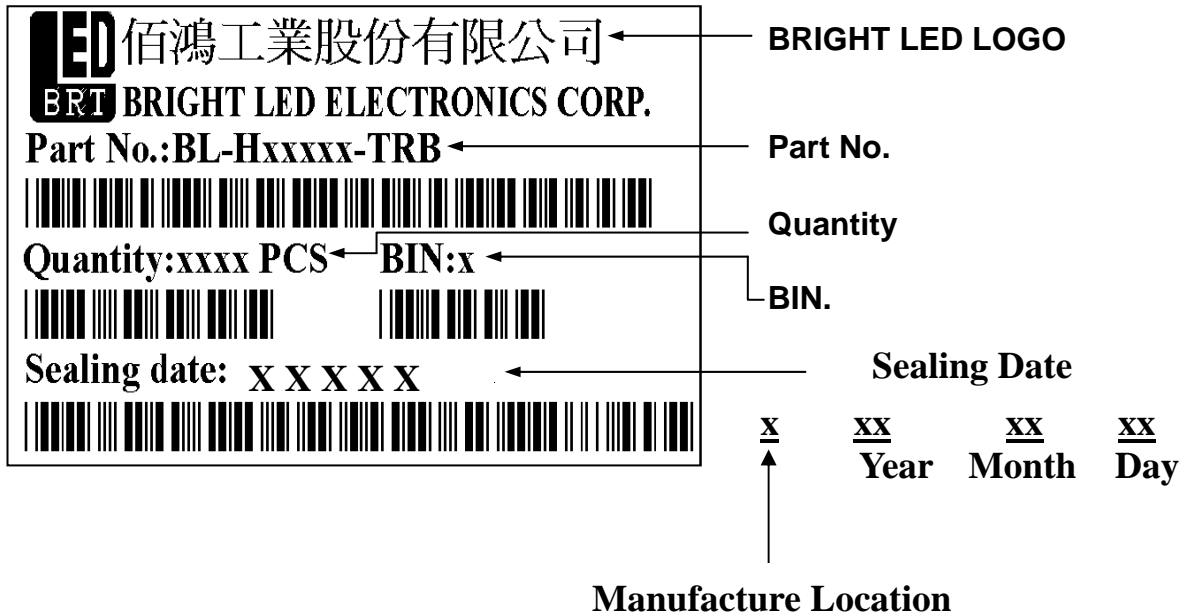 LED 佰鴻工業股份有限公司 BRIGHT LED LOGO
BRT BRIGHT LED ELECTRONICS CORP.
Part No.:BL-Hxxxxx-TRB Part No.
Quantity
Quantity:xxxx PCS BIN:x
BIN.
Sealing date: X X X X X Sealing Date
x xx xx xx
Year Month Day
Manufacture Location